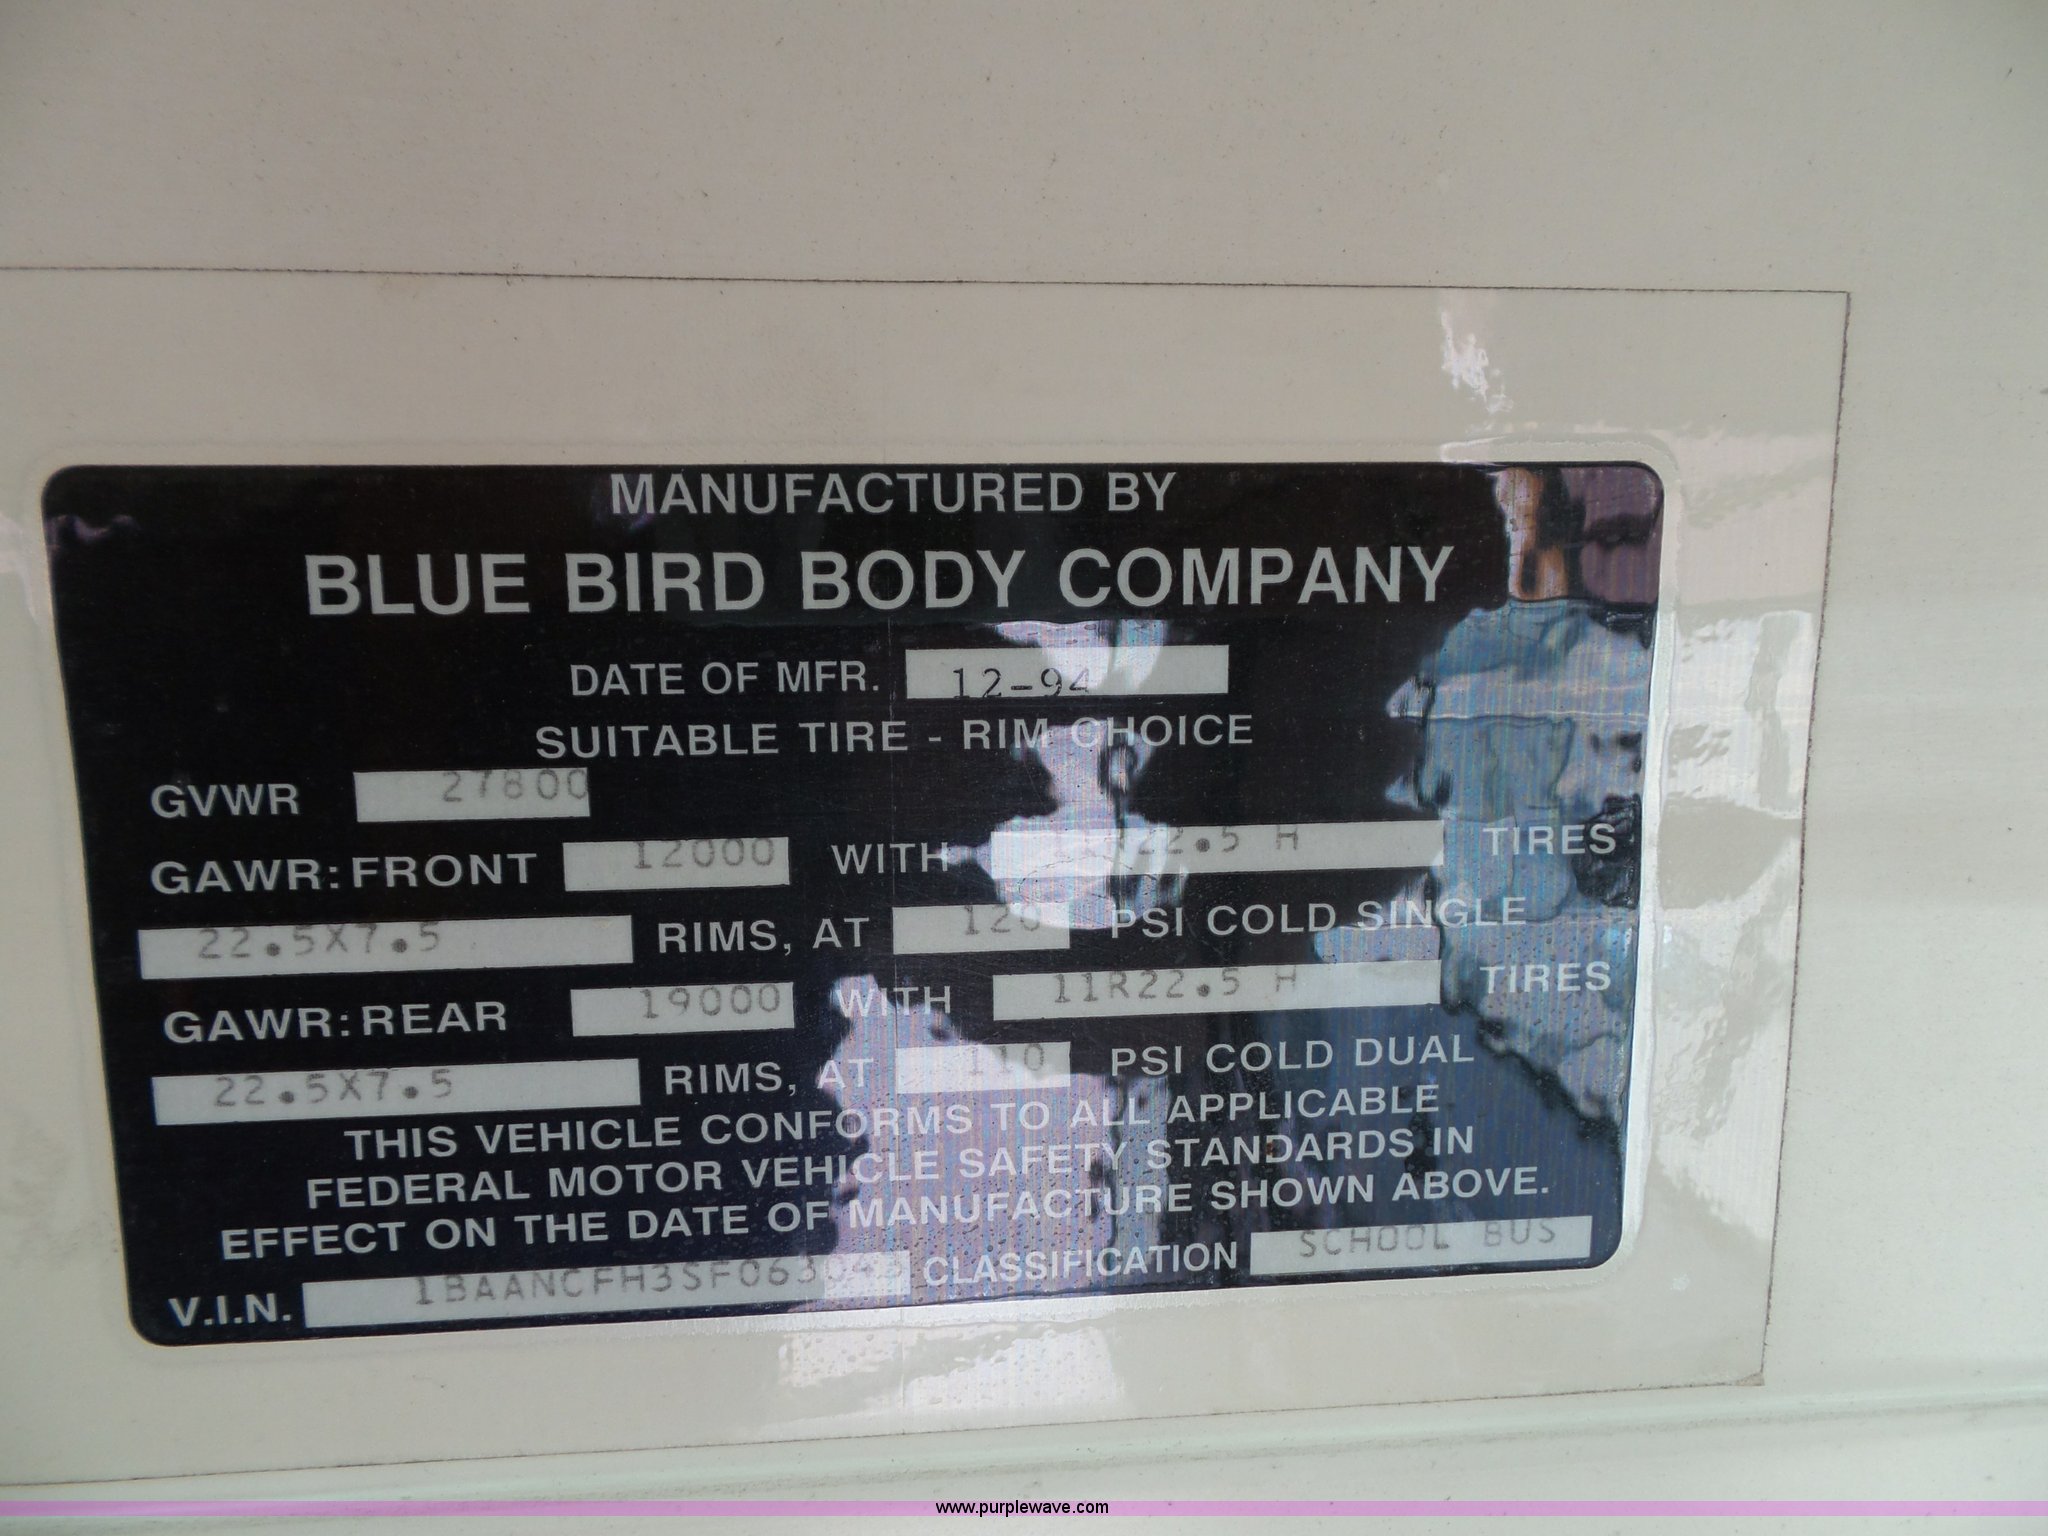 MANUFACTURED BY
BLUE BIRD BODY COMPANY
DATE OF MFR. 12-94
SUITABLE TIRE - RIM CHOICE
GVWR 27800
GAWR: FRONT 12000 WITH 11R22.5 H TIRES
22.5X7.5 RIMS, AT 120 PSI COLD SINGLE
GAWR: REAR 19000 WITH 11R22.5 H TIRES
22.5X7.5 RIMS, AT 110 PSI COLD DUAL
THIS VEHICLE CONFORMS TO ALL APPLICABLE
FEDERAL MOTOR VEHICLE SAFETY STANDARDS IN
EFFECT ON THE DATE OF MANUFACTURE SHOWN ABOVE.
V.I.N. CLASSIFICATION SCHOOL BUS
www.purplewave.com